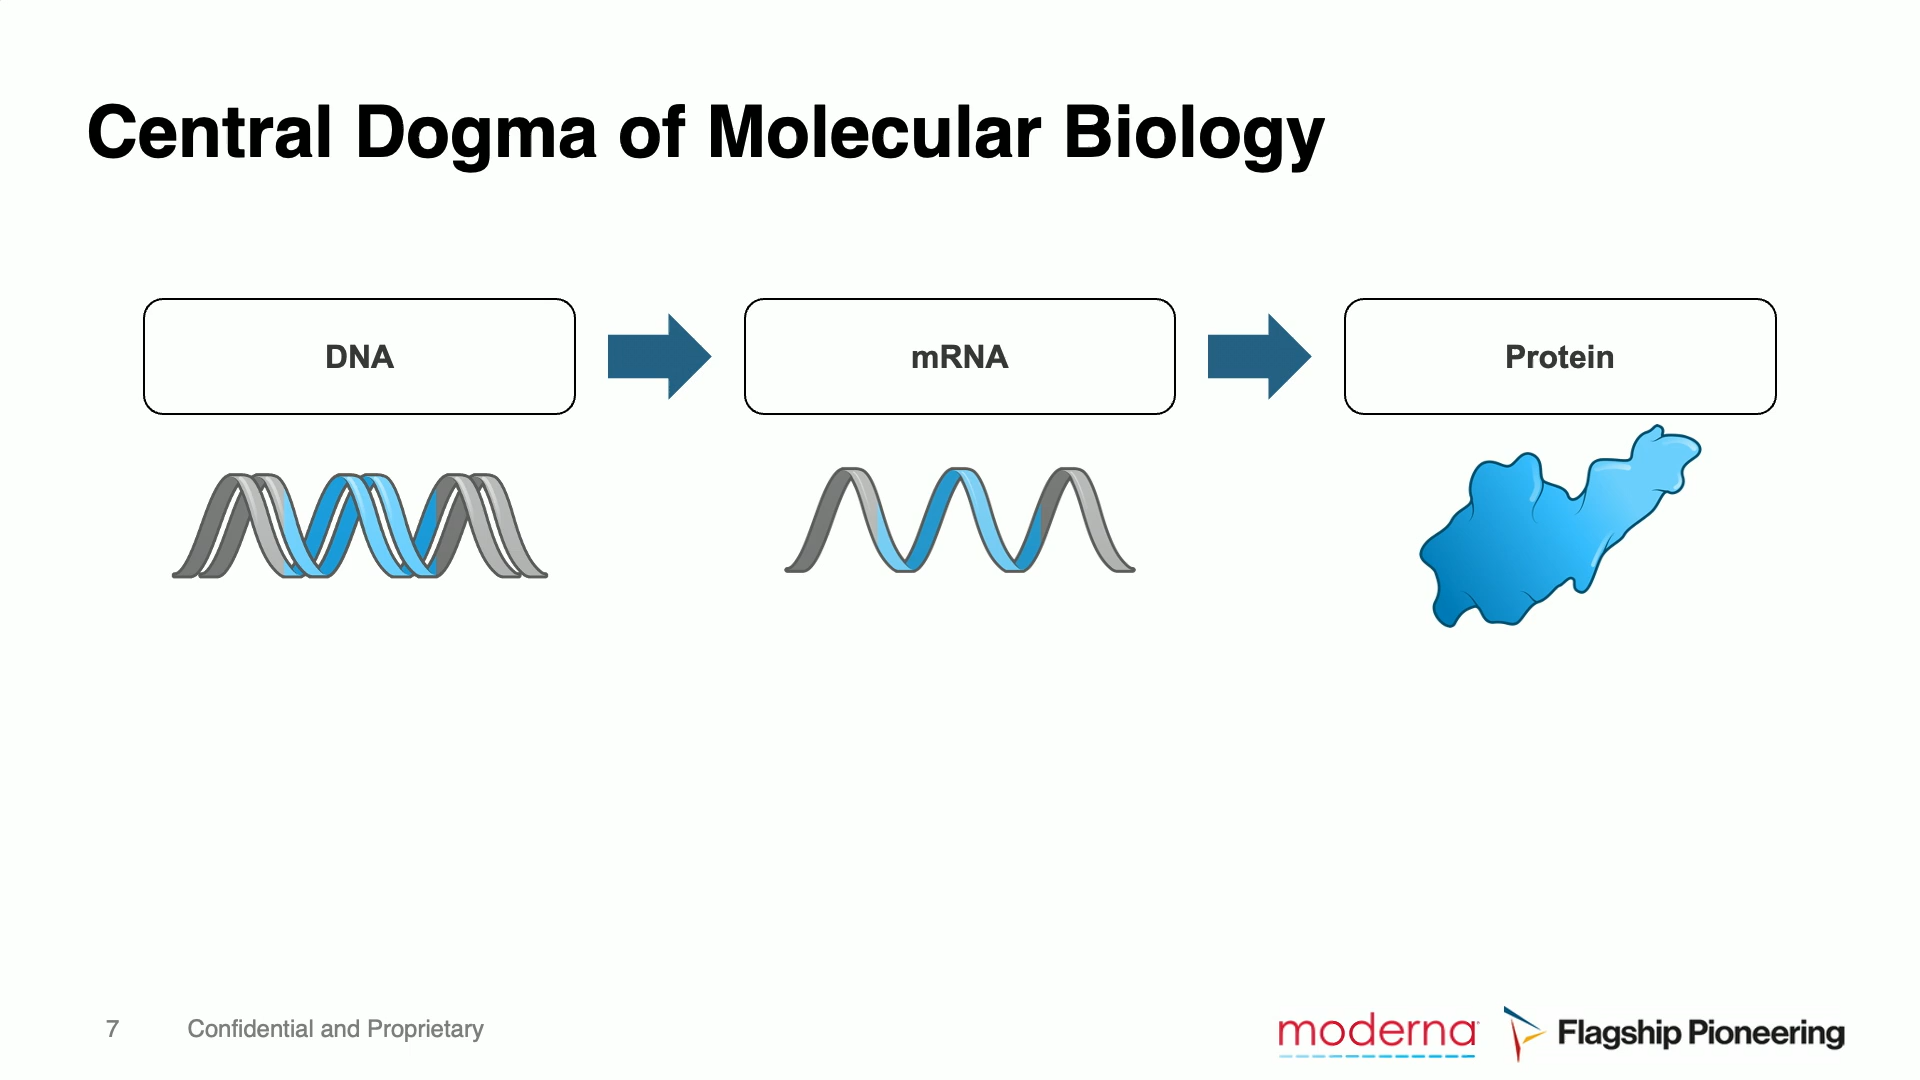 Central Dogma of Molecular Biology
DNA
mRNA
Protein
7 Confidential and Proprietary
moderna
Flagship Pioneering